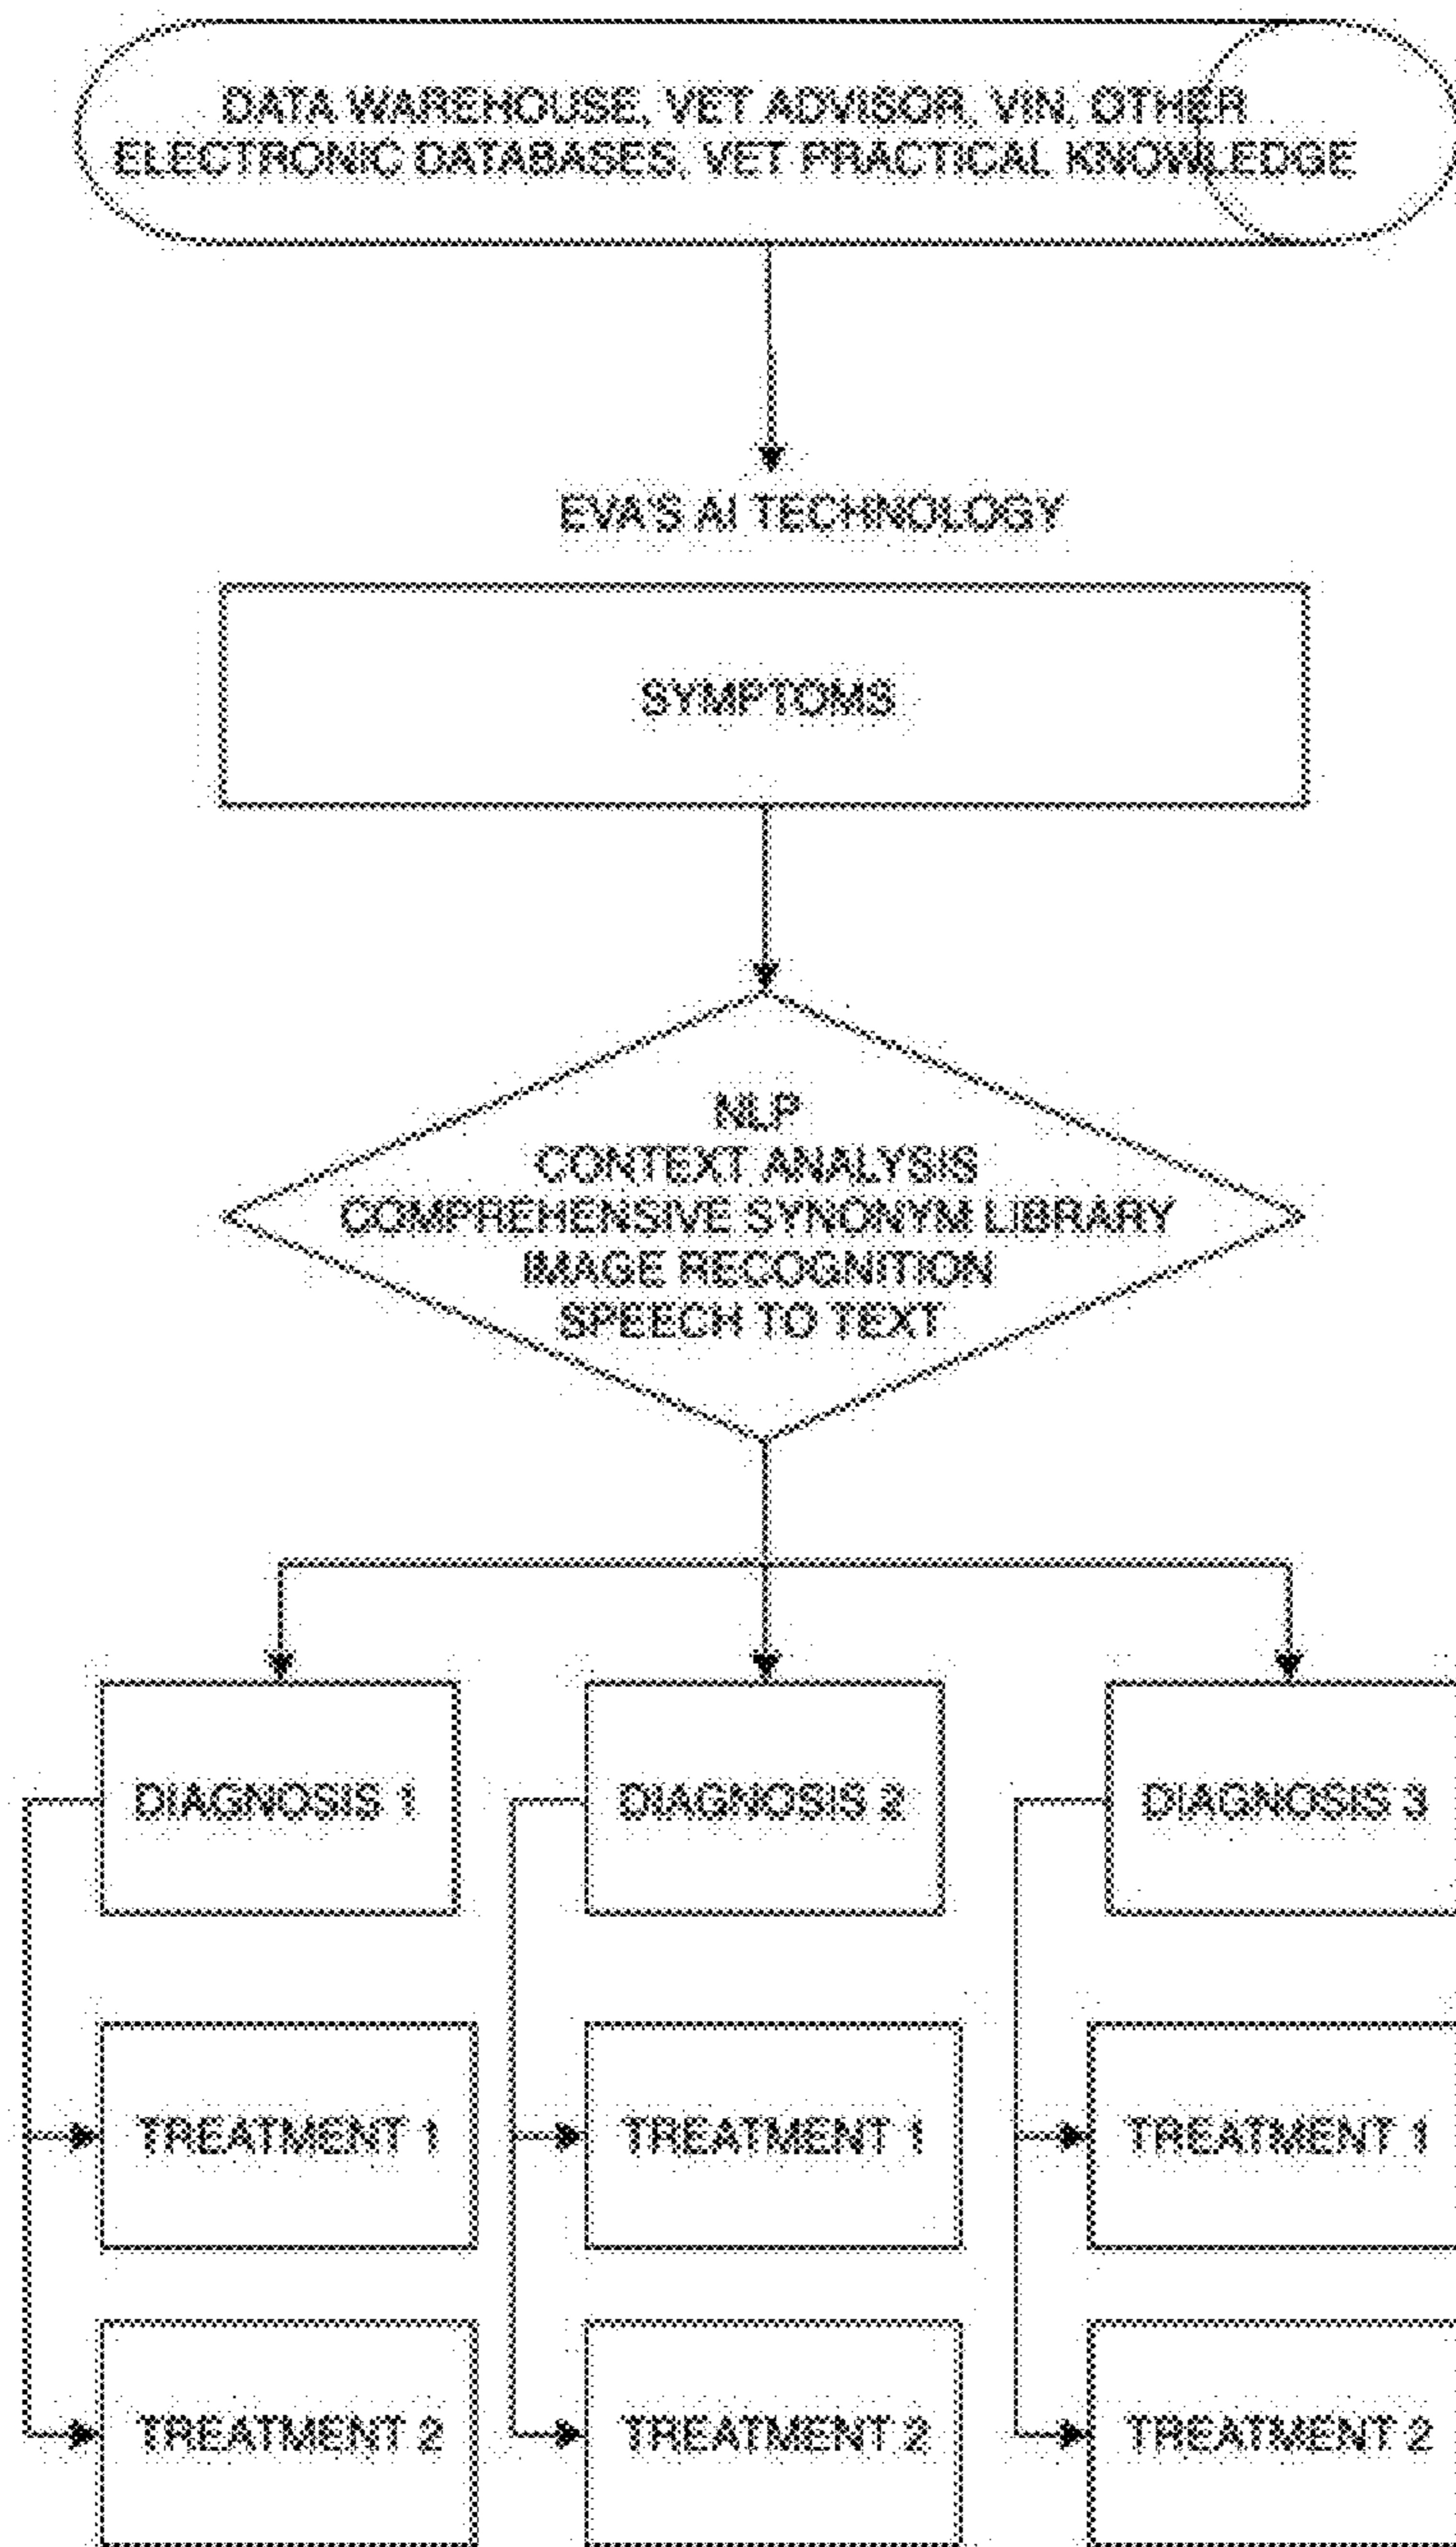 DATA WAREHOUSE, VET ADVISOR, VIN, OTHER
ELECTRONIC DATABASES, VET PRACTICAL KNOWLEDGE
EVA'S AI TECHNOLOGY
SYMPTOMS
NLP
CONTEXT ANALYSIS
COMPREHENSIVE SYNONYM LIBRARY
IMAGE RECOGNITION
SPEECH TO TEXT
DIAGNOSIS 1
DIAGNOSIS 2
DIAGNOSIS 3
TREATMENT 1
TREATMENT 1
TREATMENT 1
TREATMENT 2
TREATMENT 2
TREATMENT 2